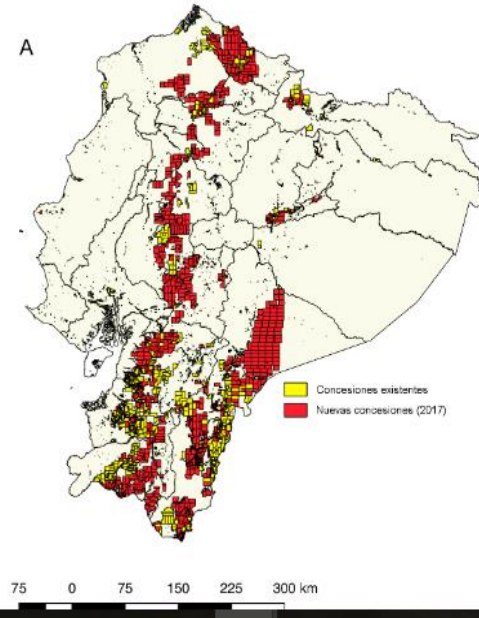 A
Concesiones existentes
Nuevas concesiones (2017)
75 0 75 150 225 300 km